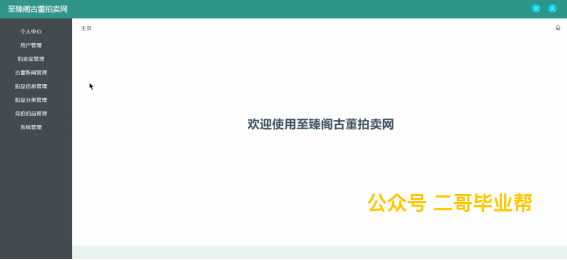 至臻阁古董拍卖网
个人中心
用户管理
拍卖家管理
古董新闻管理
拍品信息管理
拍品分类管理
竞拍拍品管理
系统管理
主页
欢迎使用至臻阁古董拍卖网
公众号 二哥毕业帮